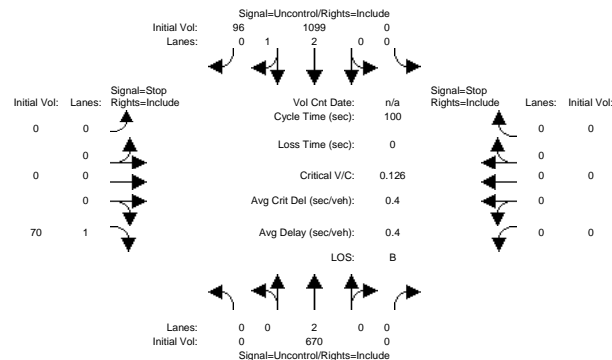 Signal=Uncontrol/Rights=Include
Initial Vol: 96 1099 0
Lanes: 0 1 2 0 0
Signal=Stop
Initial Vol: Lanes: Rights=Include
Vol Cnt Date: n/a
Signal=Stop
Rights=Include Lanes: Initial Vol:
Cycle Time (sec): 100
0 0
0 0
Loss Time (sec): 0
0
0
0 0
Critical V/C: 0.126
0 0
0
Avg Crit Del (sec/veh): 0.4
0
70 1
Avg Delay (sec/veh): 0.4
0 0
LOS: B
Lanes: 0 0 2 0 0
Initial Vol: 0 670 0
Signal=Uncontrol/Rights=Include